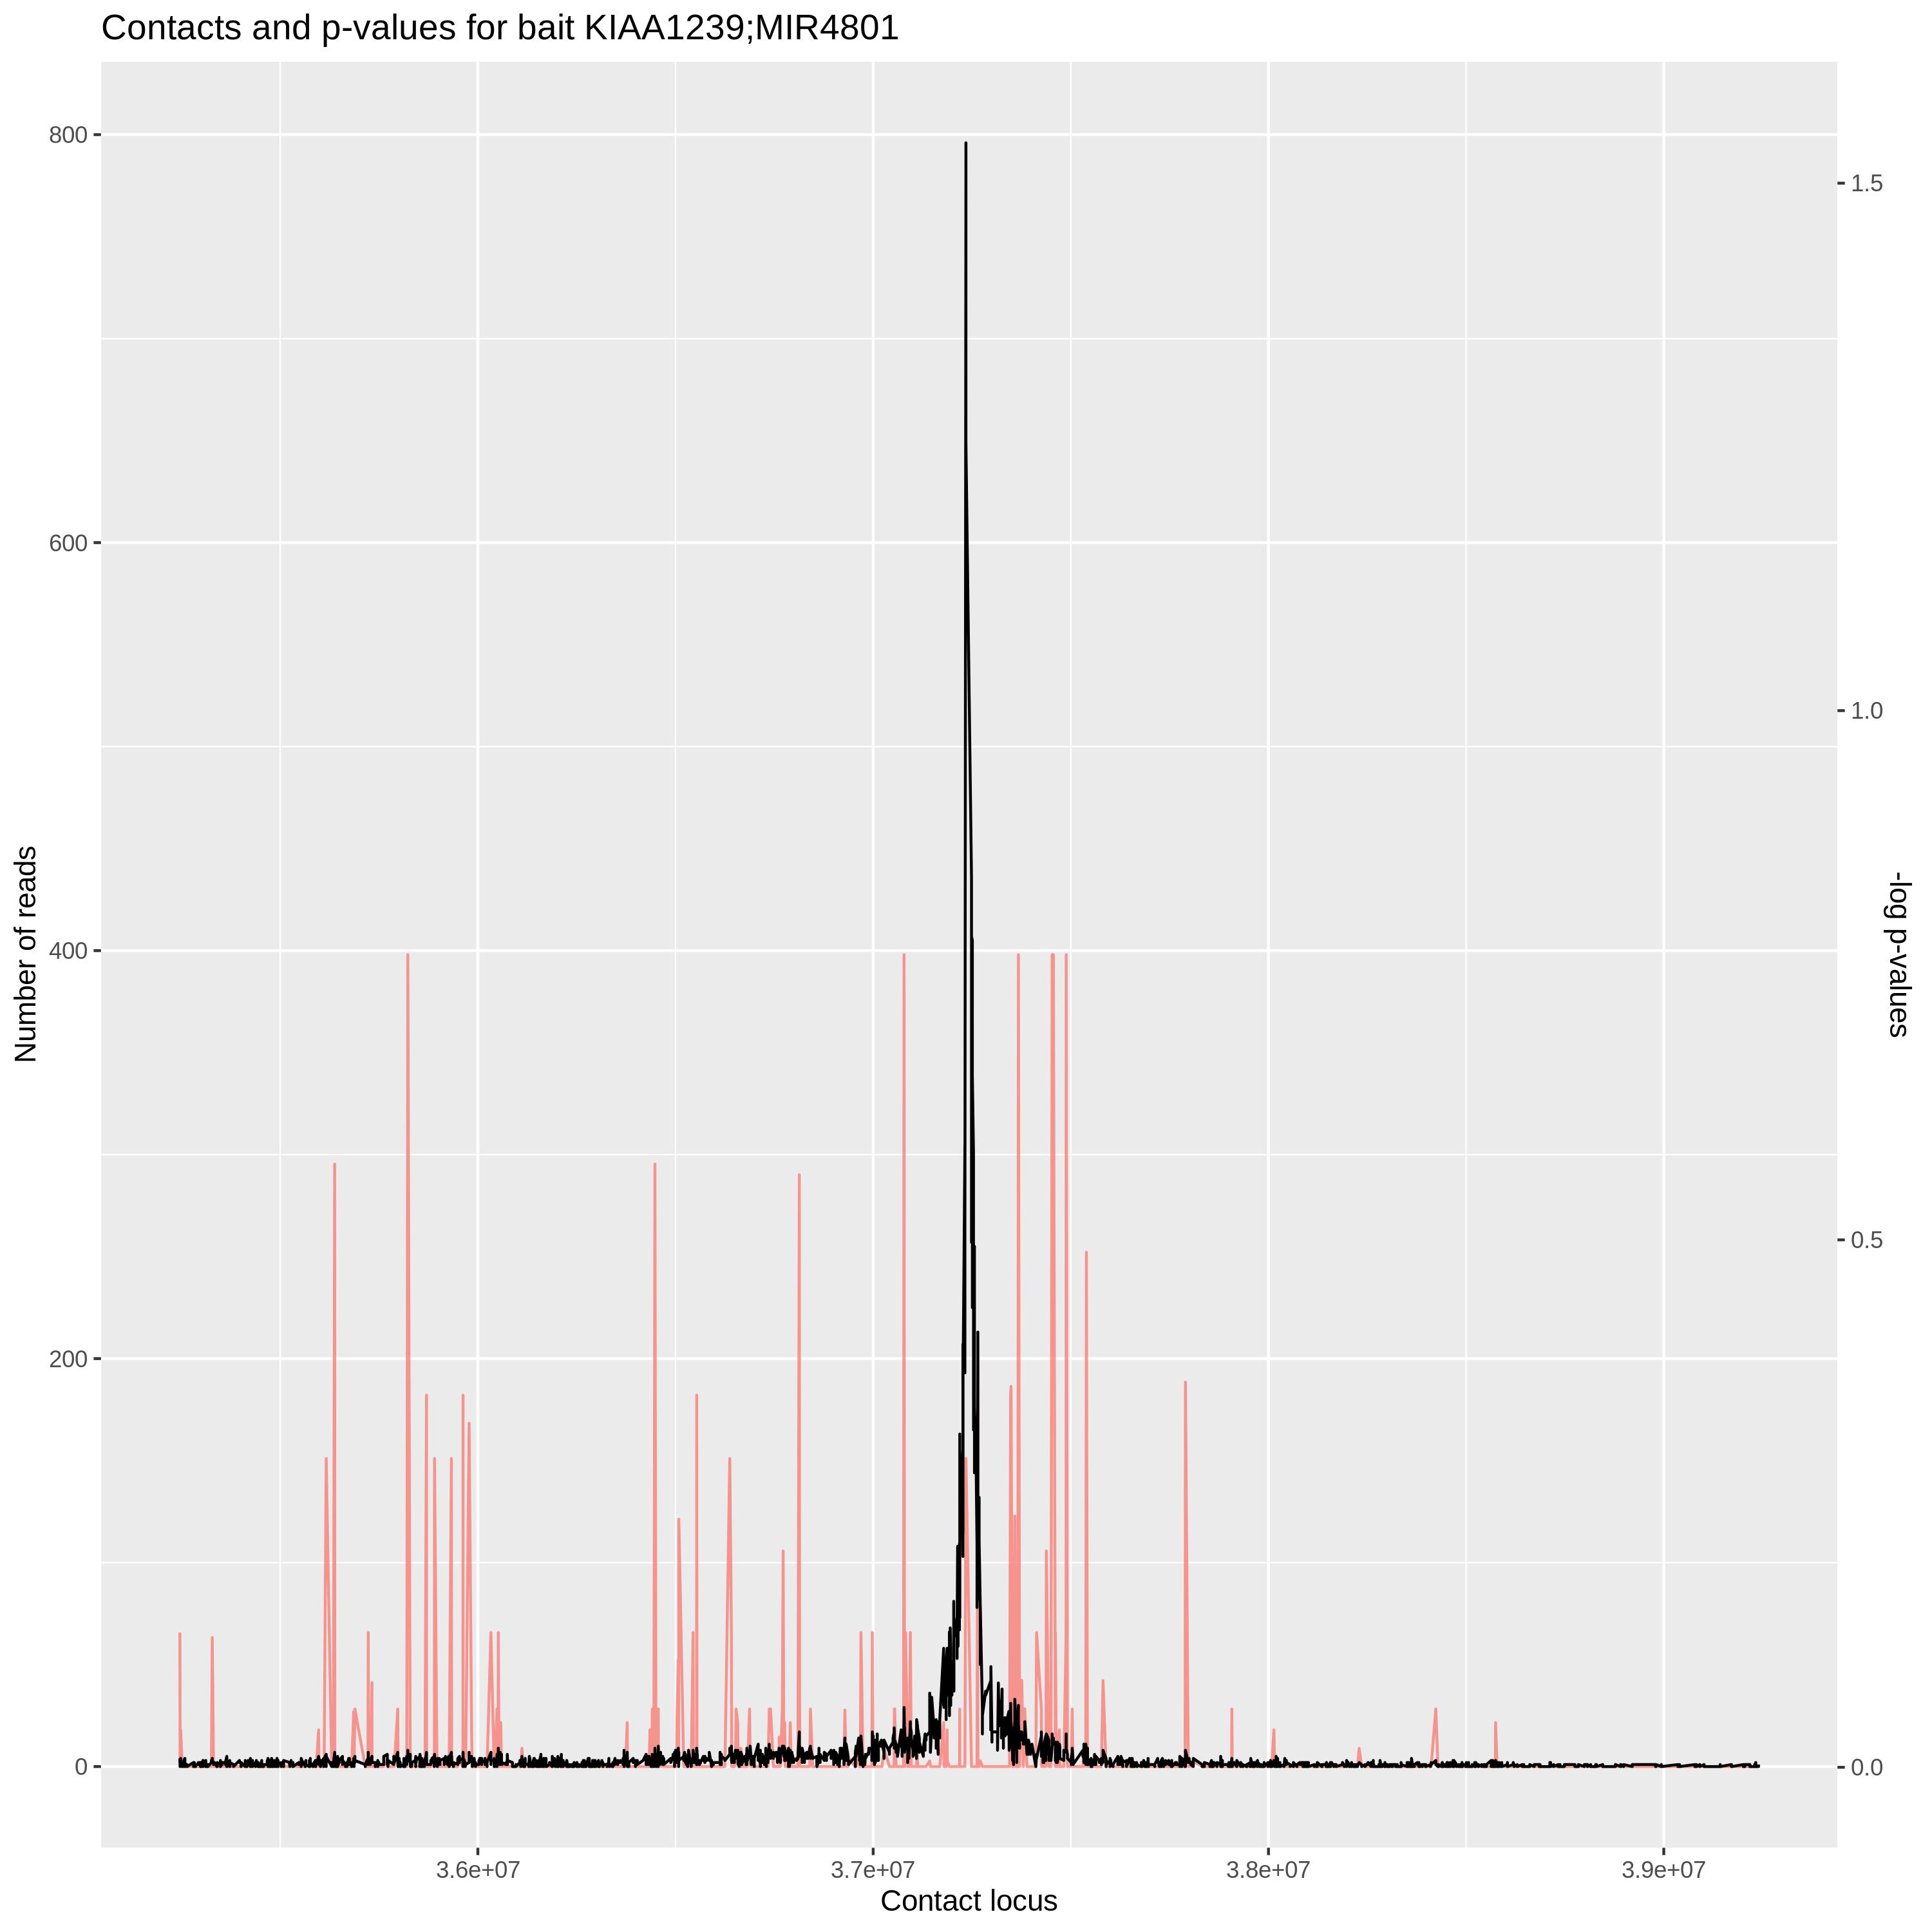 Contacts and p-values for bait KIAA1239;MIR4801
800
600
400
200
0
Number of reads
1.5
1.0
0.5
0.0
-log p-values
3.6e+07
3.7e+07
3.8e+07
3.9e+07
Contact locus